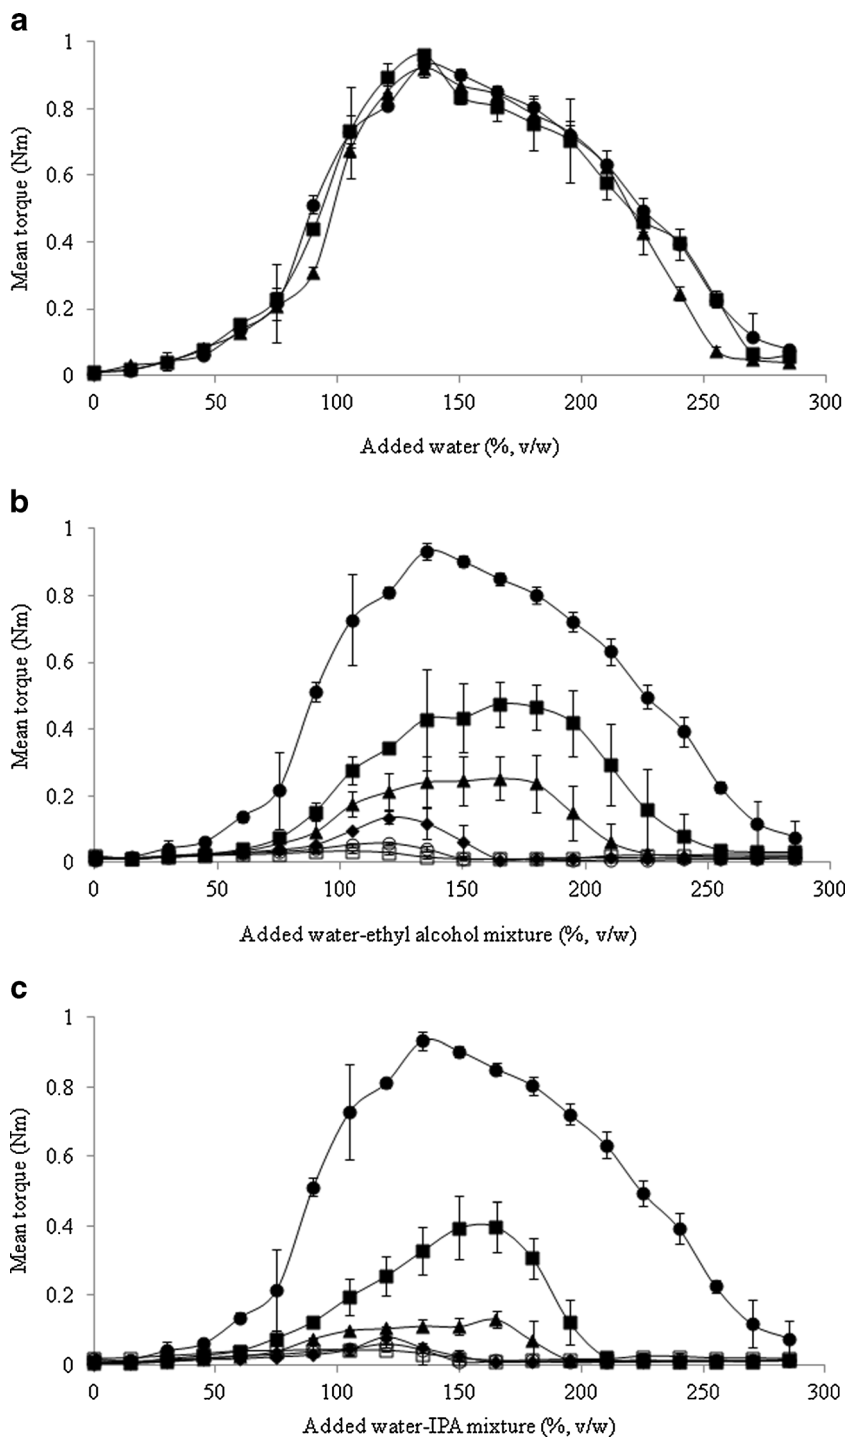 a
1
0.8
0.6
0.4
0.2
0
Mean torque (Nm)
0 50 100 150 200 250 300
Added water (%, v/w)
b
1
0.8
0.6
0.4
0.2
0
Mean torque (Nm)
0 50 100 150 200 250 300
Added water-ethyl alcohol mixture (%, v/w)
c
1
0.8
0.6
0.4
0.2
0
Mean torque (Nm)
0 50 100 150 200 250 300
Added water-IPA mixture (%, v/w)